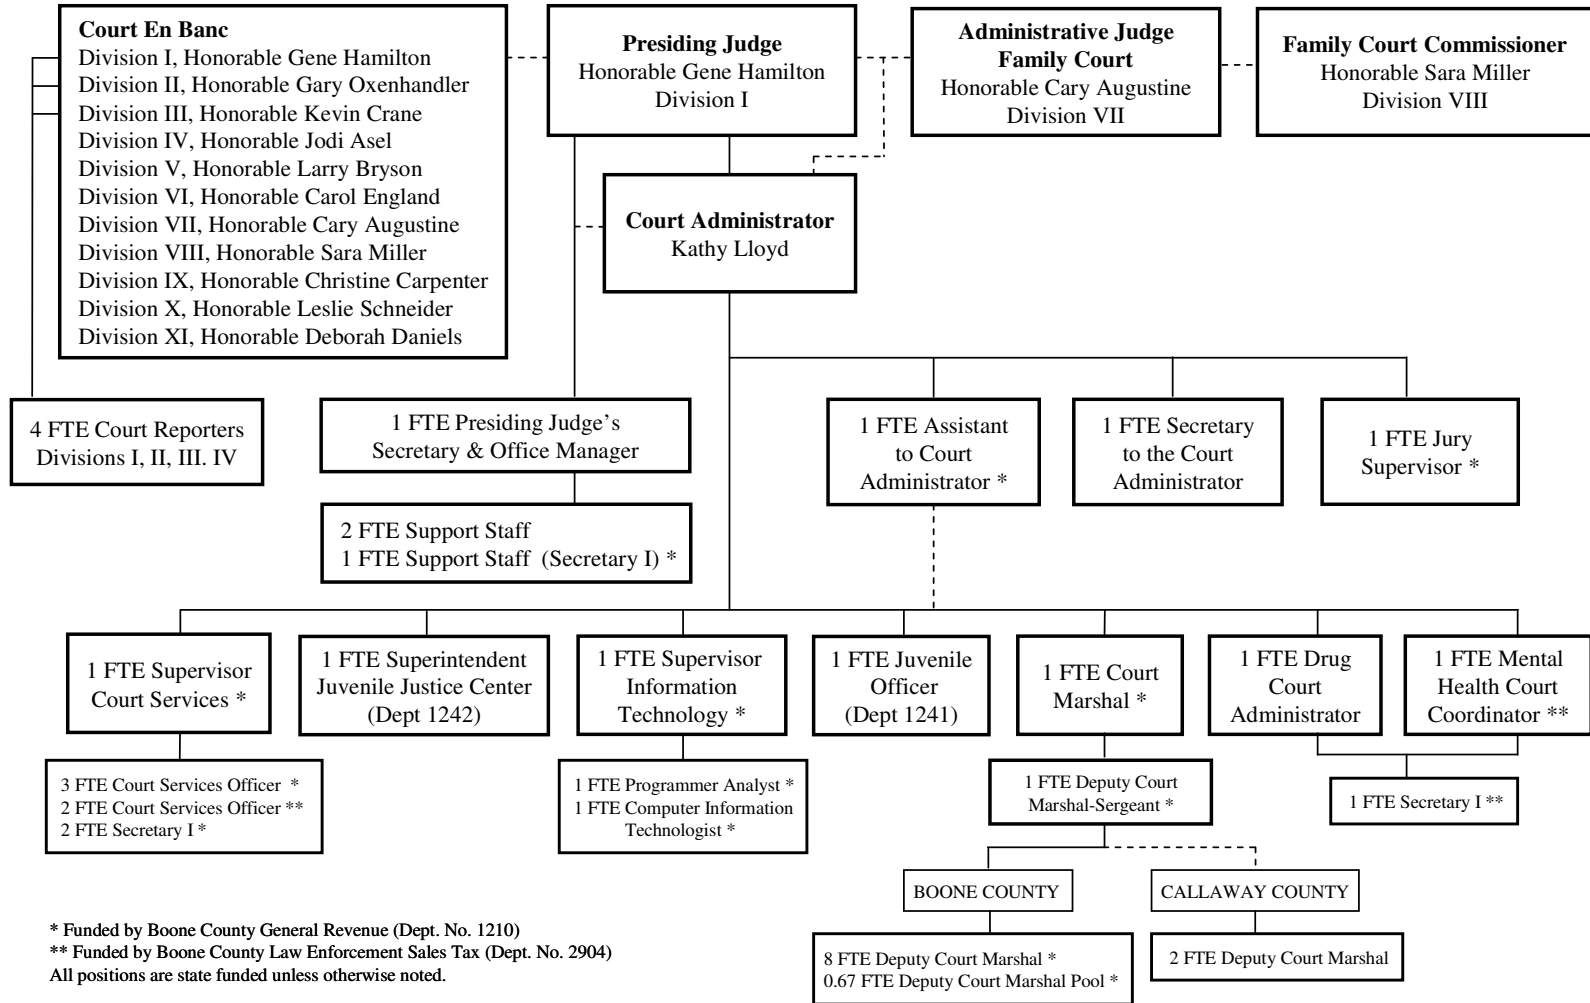 Court En Banc
Division I, Honorable Gene Hamilton
Division II, Honorable Gary Oxenhandler
Division III, Honorable Kevin Crane
Division IV, Honorable Jodi Asel
Division V, Honorable Larry Bryson
Division VI, Honorable Carol England
Division VII, Honorable Cary Augustine
Division VIII, Honorable Sara Miller
Division IX, Honorable Christine Carpenter
Division X, Honorable Leslie Schneider
Division XI, Honorable Deborah Daniels
Presiding Judge
Honorable Gene Hamilton
Division I
Administrative Judge
Family Court
Honorable Cary Augustine
Division VII
Family Court Commissioner
Honorable Sara Miller
Division VIII
Court Administrator
Kathy Lloyd
4 FTE Court Reporters
Divisions I, II, III. IV
1 FTE Presiding Judge’s
Secretary & Office Manager
2 FTE Support Staff
1 FTE Support Staff (Secretary I) *
1 FTE Assistant
to Court
Administrator *
1 FTE Secretary
to the Court
Administrator
1 FTE Jury
Supervisor *
1 FTE Supervisor
Court Services *
1 FTE Superintendent
Juvenile Justice Center
(Dept 1242)
1 FTE Supervisor
Information
Technology *
1 FTE Juvenile
Officer
(Dept 1241)
1 FTE Court
Marshal *
1 FTE Drug
Court
Administrator
1 FTE Mental
Health Court
Coordinator **
3 FTE Court Services Officer *
2 FTE Court Services Officer **
2 FTE Secretary I *
1 FTE Programmer Analyst *
1 FTE Computer Information
Technologist *
1 FTE Deputy Court
Marshal-Sergeant *
1 FTE Secretary I **
BOONE COUNTY
CALLAWAY COUNTY
8 FTE Deputy Court Marshal *
0.67 FTE Deputy Court Marshal Pool *
2 FTE Deputy Court Marshal
* Funded by Boone County General Revenue (Dept. No. 1210)
** Funded by Boone County Law Enforcement Sales Tax (Dept. No. 2904)
All positions are state funded unless otherwise noted.